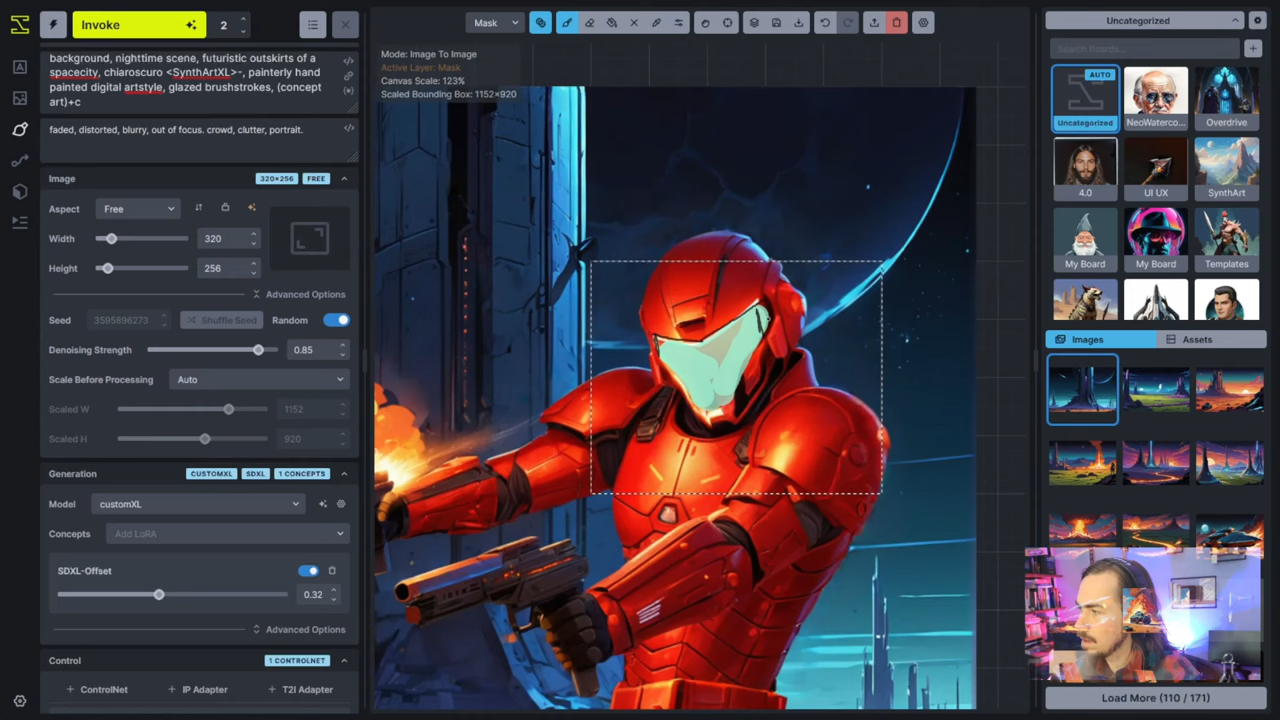 Invoke
2
background, nighttime scene, futuristic outskirts of a
spacecity, chiaroscuro <SynthArtXL>-, painterly hand
painted digital artstyle, glazed brushstrokes, (concept
art)+c
faded, distorted, blurry, out of focus. crowd, clutter, portrait.
Image
320×256
FREE
Aspect
Free
Width
320
Height
256
Advanced Options
Seed
3595896273
Shuffle Seed
Random
Denoising Strength
0.85
Scale Before Processing
Auto
Scaled W
1152
Scaled H
920
Generation
CUSTOMXL
SDXL
1 CONCEPTS
Model
customXL
Concepts
Add LoRA
SDXL-Offset
0.32
Advanced Options
Control
1 CONTROLNET
+ ControlNet
+ IP Adapter
+ T2I Adapter
Mask
Mode: Image To Image
Active Layer: Mask
Canvas Scale: 123%
Scaled Bounding Box: 1152×920
Uncategorized
Search Boards...
AUTO
Uncategorized
NeoWaterco...
Overdrive
4.0
UI UX
SynthArt
My Board
My Board
Templates
Images
Assets
Load More (110 / 171)